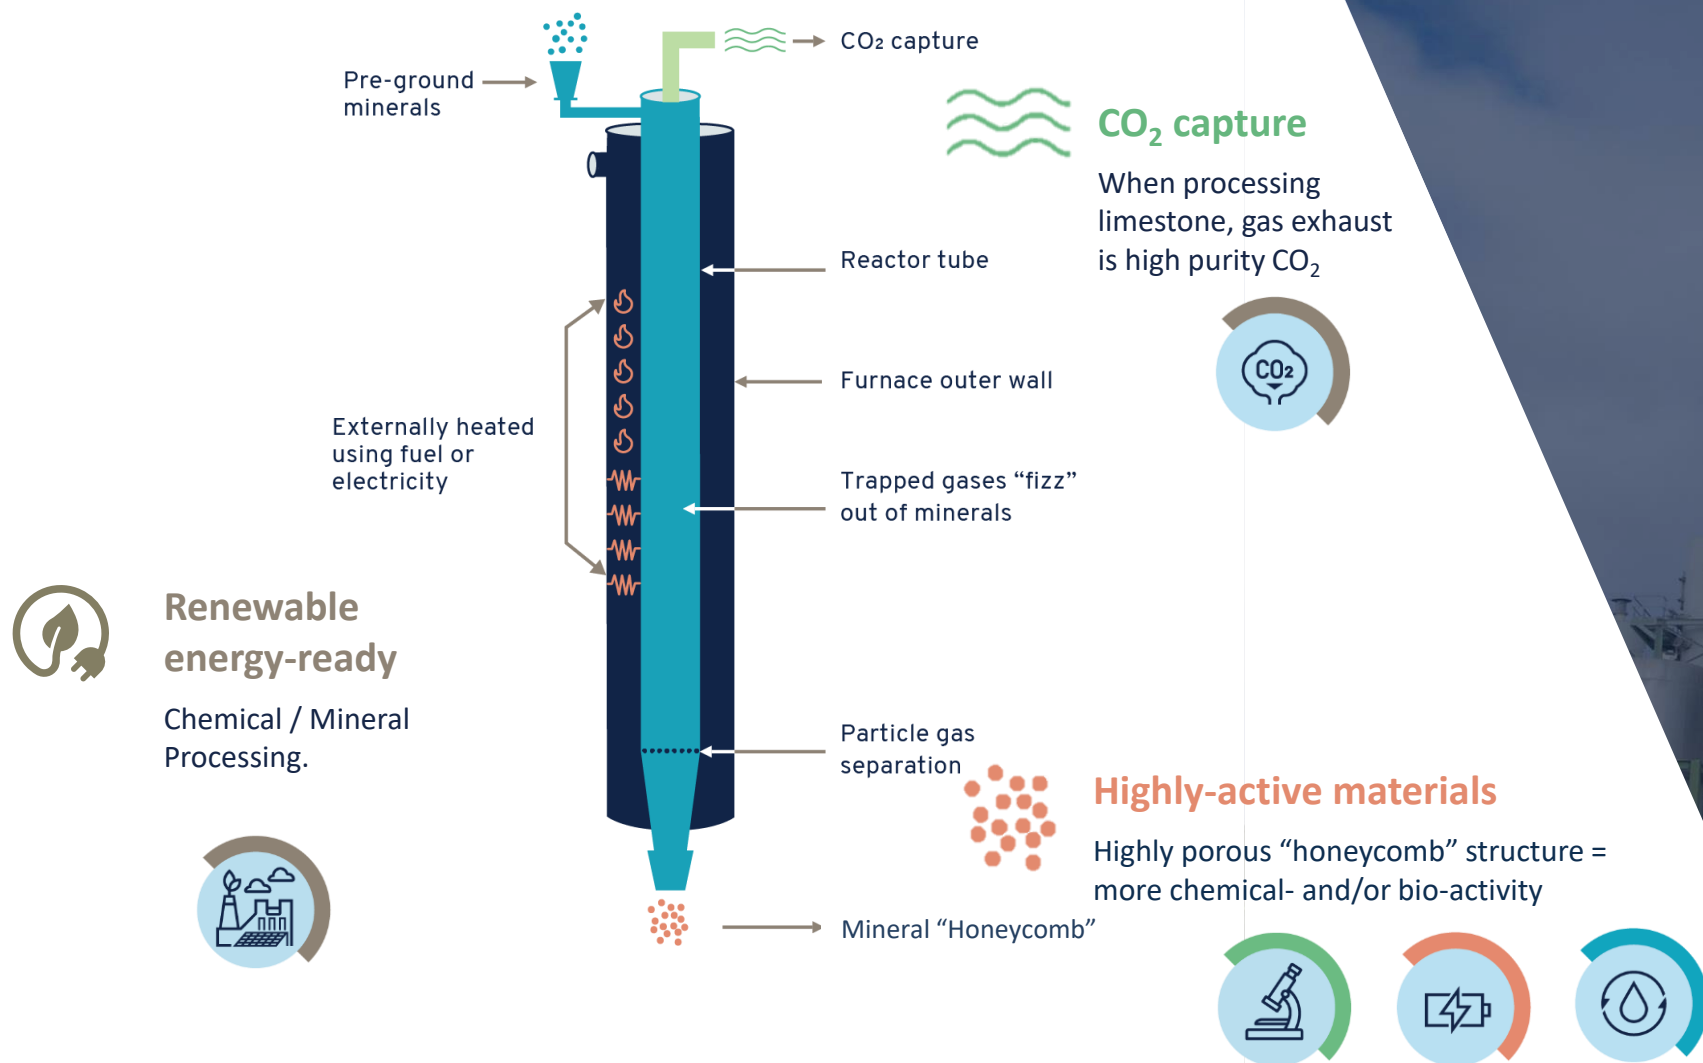 CO₂ capture
Pre-ground
minerals
CO₂ capture
When processing
limestone, gas exhaust
is high purity CO₂
Reactor tube
CO₂
Furnace outer wall
Externally heated
using fuel or
electricity
Trapped gases “fizz”
out of minerals
Renewable
energy-ready
Chemical / Mineral
Processing.
Particle gas
separation
Highly-active materials
Highly porous “honeycomb” structure =
more chemical- and/or bio-activity
Mineral “Honeycomb”